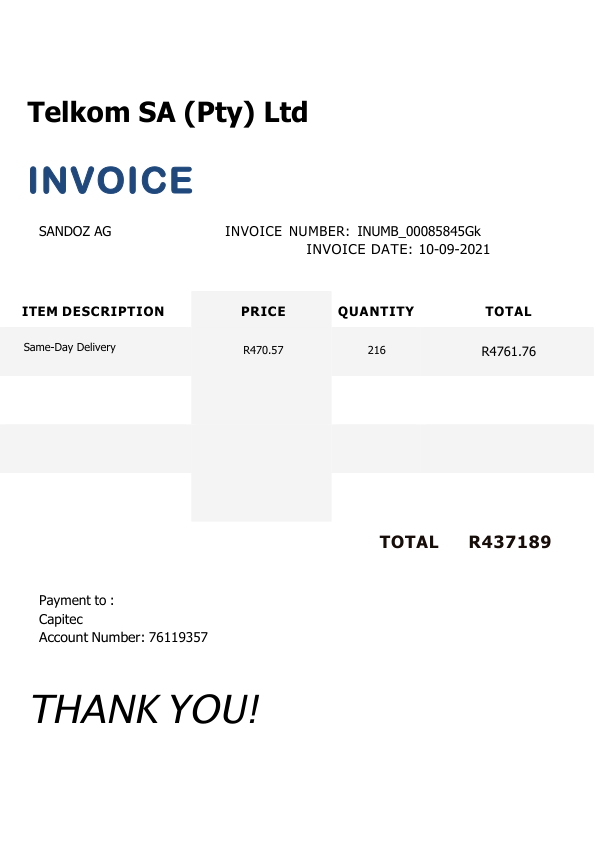 Telkom SA (Pty) Ltd
INVOICE
SANDOZ AG INVOICE NUMBER: INUMB_00085845Gk
INVOICE DATE: 10-09-2021
ITEM DESCRIPTION PRICE QUANTITY TOTAL
Same-Day Delivery R470.57 216 R4761.76
TOTAL R437189
Payment to :
Capitec
Account Number: 76119357
THANK YOU!